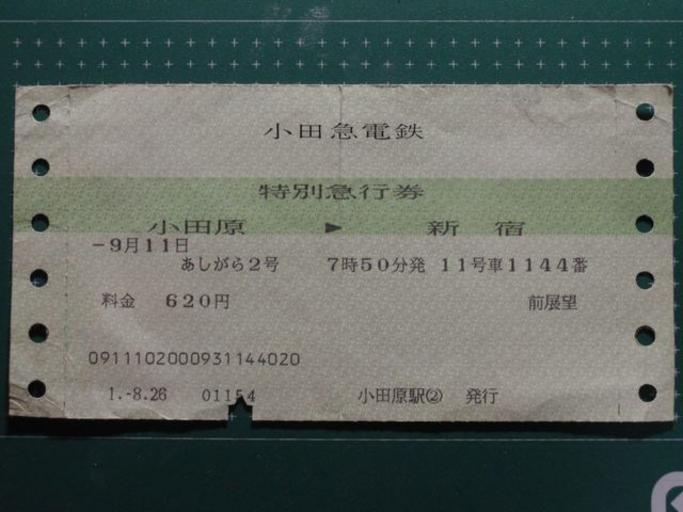 小田急電鉄
特別急行券
小田原 ▶ 新宿
-9月11日
あしがら2号 7時50分発 11号車1144番
料金 620円 前展望
0911102000931144020
1.-8.26 01154 小田原駅② 発行